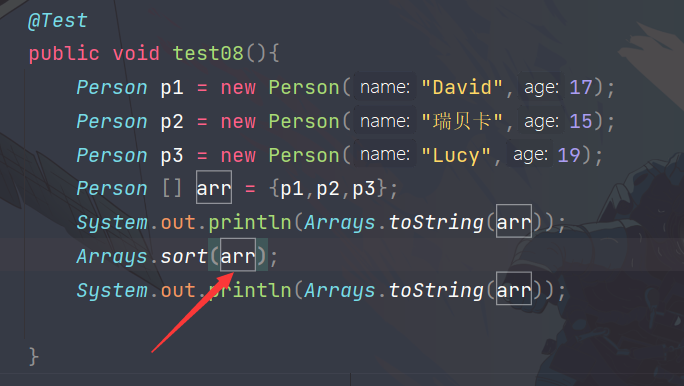 @Test
public void test08(){
Person p1 = new Person( name: "David", age: 17);
Person p2 = new Person( name: "瑞贝卡", age: 15);
Person p3 = new Person( name: "Lucy", age: 19);
Person [] arr = {p1,p2,p3};
System.out.println(Arrays.toString(arr));
Arrays.sort(arr);
System.out.println(Arrays.toString(arr));
}